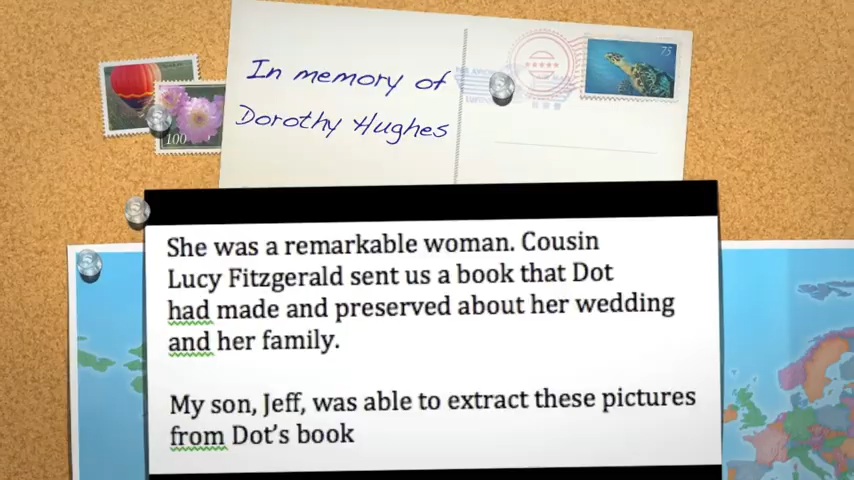 In memory of
Dorothy Hughes
75
100
She was a remarkable woman. Cousin
Lucy Fitzgerald sent us a book that Dot
had made and preserved about her wedding
and her family.
My son, Jeff, was able to extract these pictures
from Dot's book